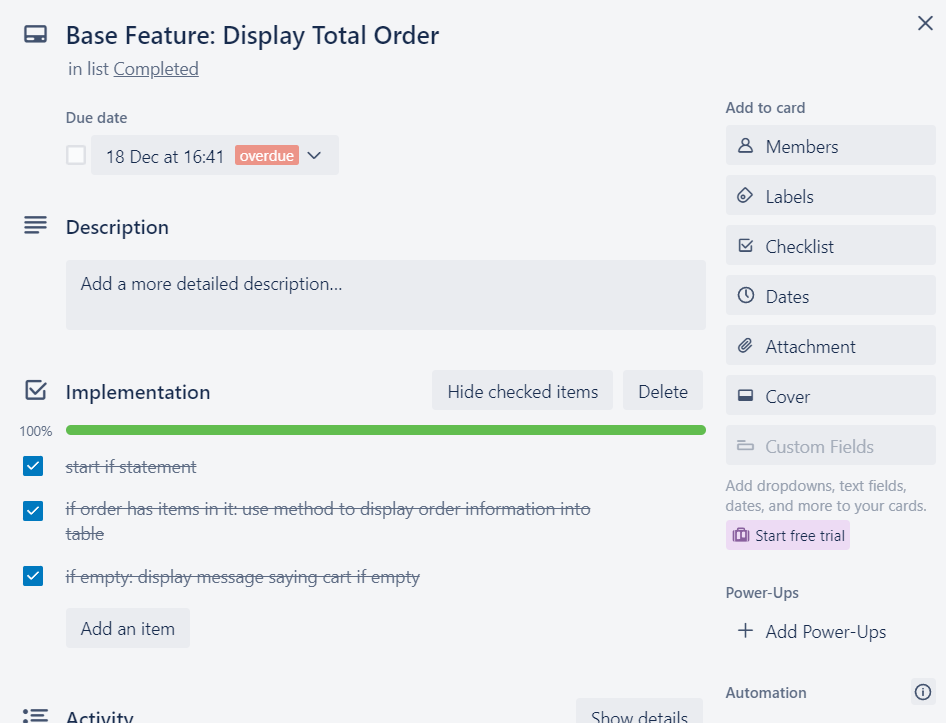 Base Feature: Display Total Order
in list Completed
Due date
18 Dec at 16:41 overdue
Description
Add a more detailed description...
Implementation
Hide checked items
Delete
100%
start if statement
if order has items in it: use method to display order information into
table
if empty: display message saying cart if empty
Add an item
Activity
Show details
Add to card
Members
Labels
Checklist
Dates
Attachment
Cover
Custom Fields
Add dropdowns, text fields,
dates, and more to your cards.
Start free trial
Power-Ups
Add Power-Ups
Automation